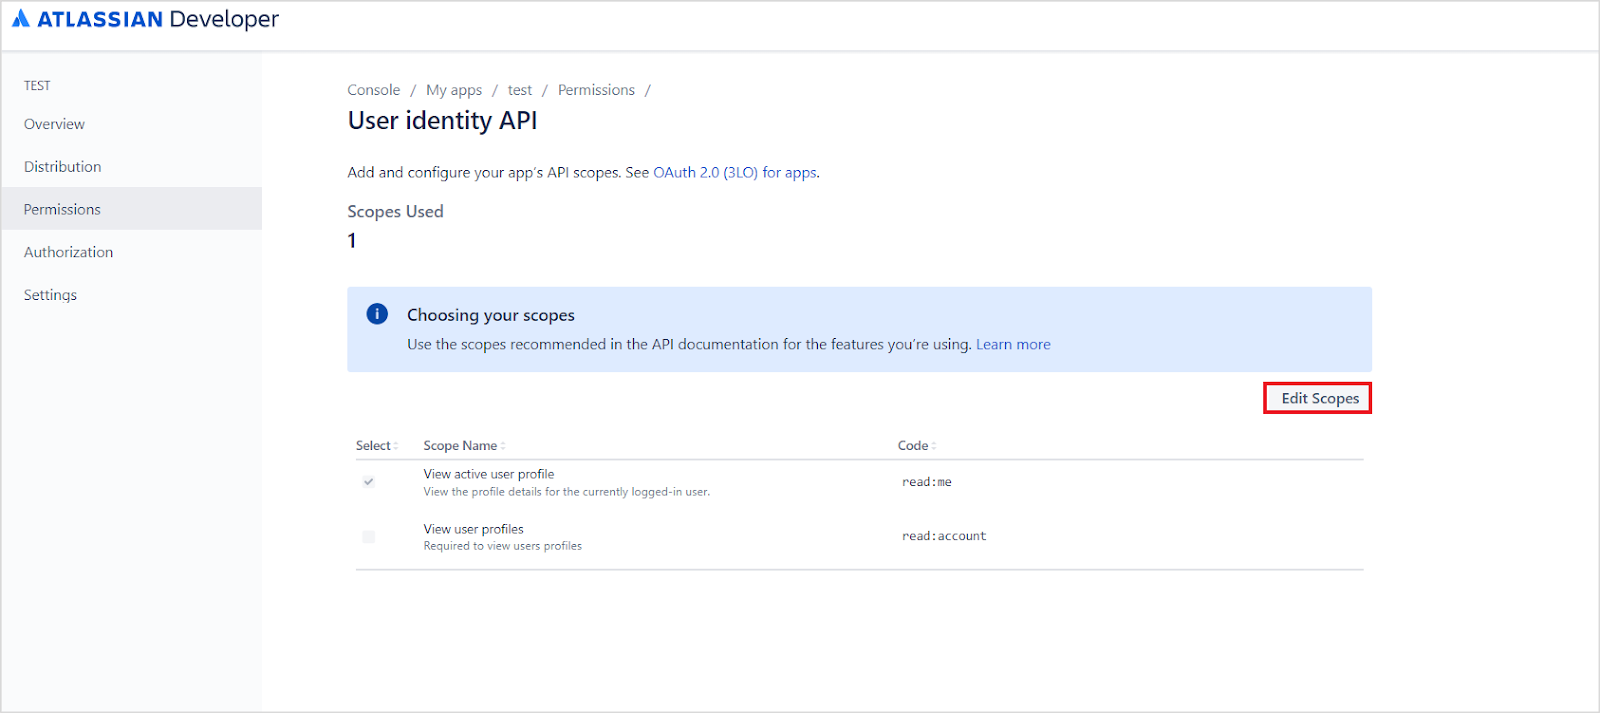 ATLASSIAN Developer
TEST
Overview
Distribution
Permissions
Authorization
Settings
Console / My apps / test / Permissions /
User identity API
Add and configure your app’s API scopes. See OAuth 2.0 (3LO) for apps.
Scopes Used
1
Choosing your scopes
Use the scopes recommended in the API documentation for the features you’re using. Learn more
Edit Scopes
Select Scope Name Code
View active user profile
View the profile details for the currently logged-in user.
read:me
View user profiles
Required to view users profiles
read:account